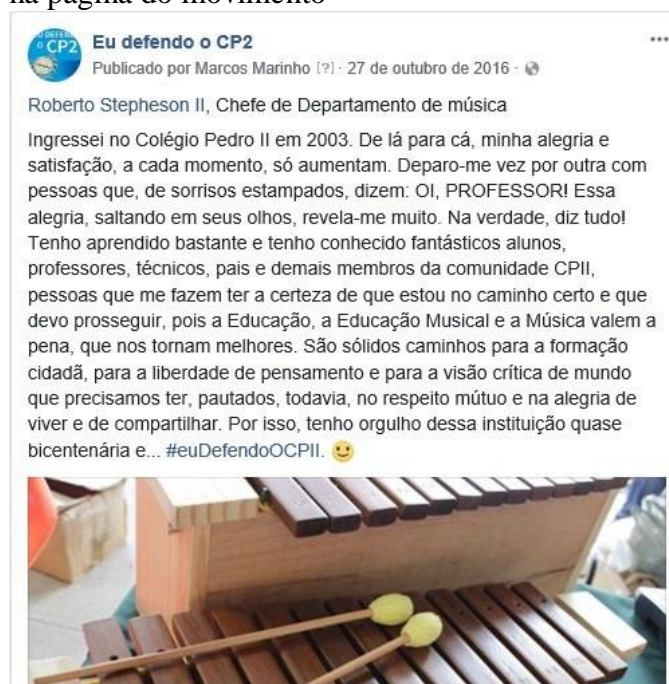 na página do movimento
EU DEFENDO
O CP2
Eu defendo o CP2
Publicado por Marcos Marinho [?] · 27 de outubro de 2016 ·
Roberto Stepheson II, Chefe de Departamento de música
Ingressei no Colégio Pedro II em 2003. De lá para cá, minha alegria e
satisfação, a cada momento, só aumentam. Deparo-me vez por outra com
pessoas que, de sorrisos estampados, dizem: OI, PROFESSOR! Essa
alegria, saltando em seus olhos, revela-me muito. Na verdade, diz tudo!
Tenho aprendido bastante e tenho conhecido fantásticos alunos,
professores, técnicos, pais e demais membros da comunidade CPII,
pessoas que me fazem ter a certeza de que estou no caminho certo e que
devo prosseguir, pois a Educação, a Educação Musical e a Música valem a
pena, que nos tornam melhores. São sólidos caminhos para a formação
cidadã, para a liberdade de pensamento e para a visão crítica de mundo
que precisamos ter, pautados, todavia, no respeito mútuo e na alegria de
viver e de compartilhar. Por isso, tenho orgulho dessa instituição quase
bicentenária e... #euDefendoOCPII. 🙂